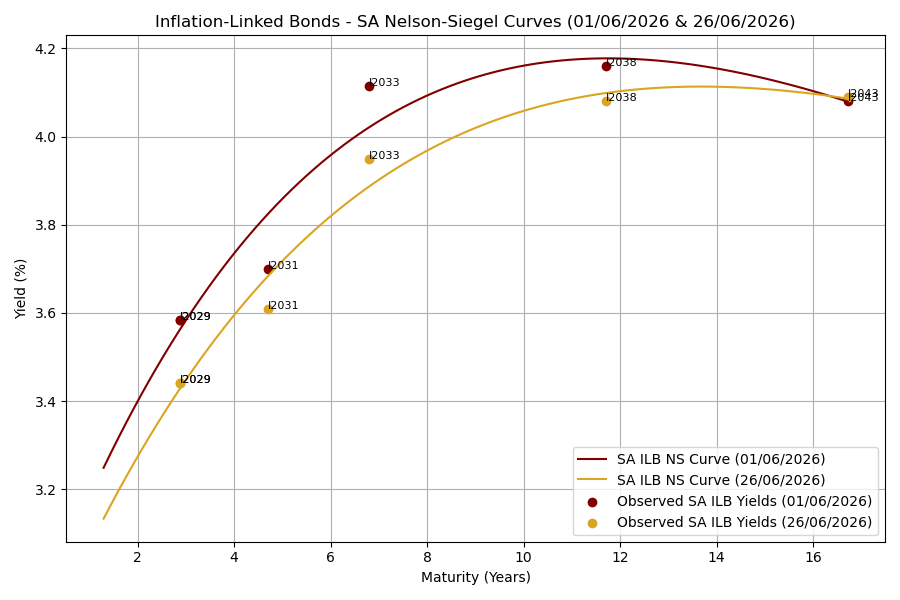 Inflation-Linked Bonds - SA Nelson-Siegel Curves (01/06/2026 & 26/06/2026)
Yield (%)
4.2
4.0
3.8
3.6
3.4
3.2
I2033
I2038
I2043
I2043
I2038
I2033
I2031
I2031
I2029
I2029
SA ILB NS Curve (01/06/2026)
SA ILB NS Curve (26/06/2026)
Observed SA ILB Yields (01/06/2026)
Observed SA ILB Yields (26/06/2026)
2 4 6 8 10 12 14 16
Maturity (Years)